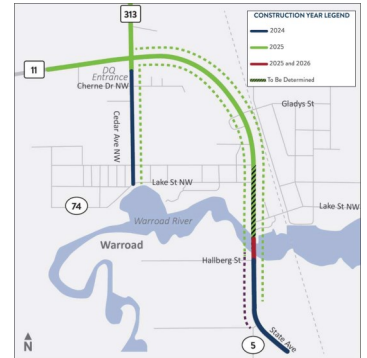 313
CONSTRUCTION YEAR LEGEND
2024
2025
2025 and 2026
To Be Determined
11
DQ
Entrance
Cherne Dr NW
Cedar Ave NW
Gladys St
Lake St NW
74
Warroad River
Lake St NW
Warroad
Hallberg St
State Ave
N
5